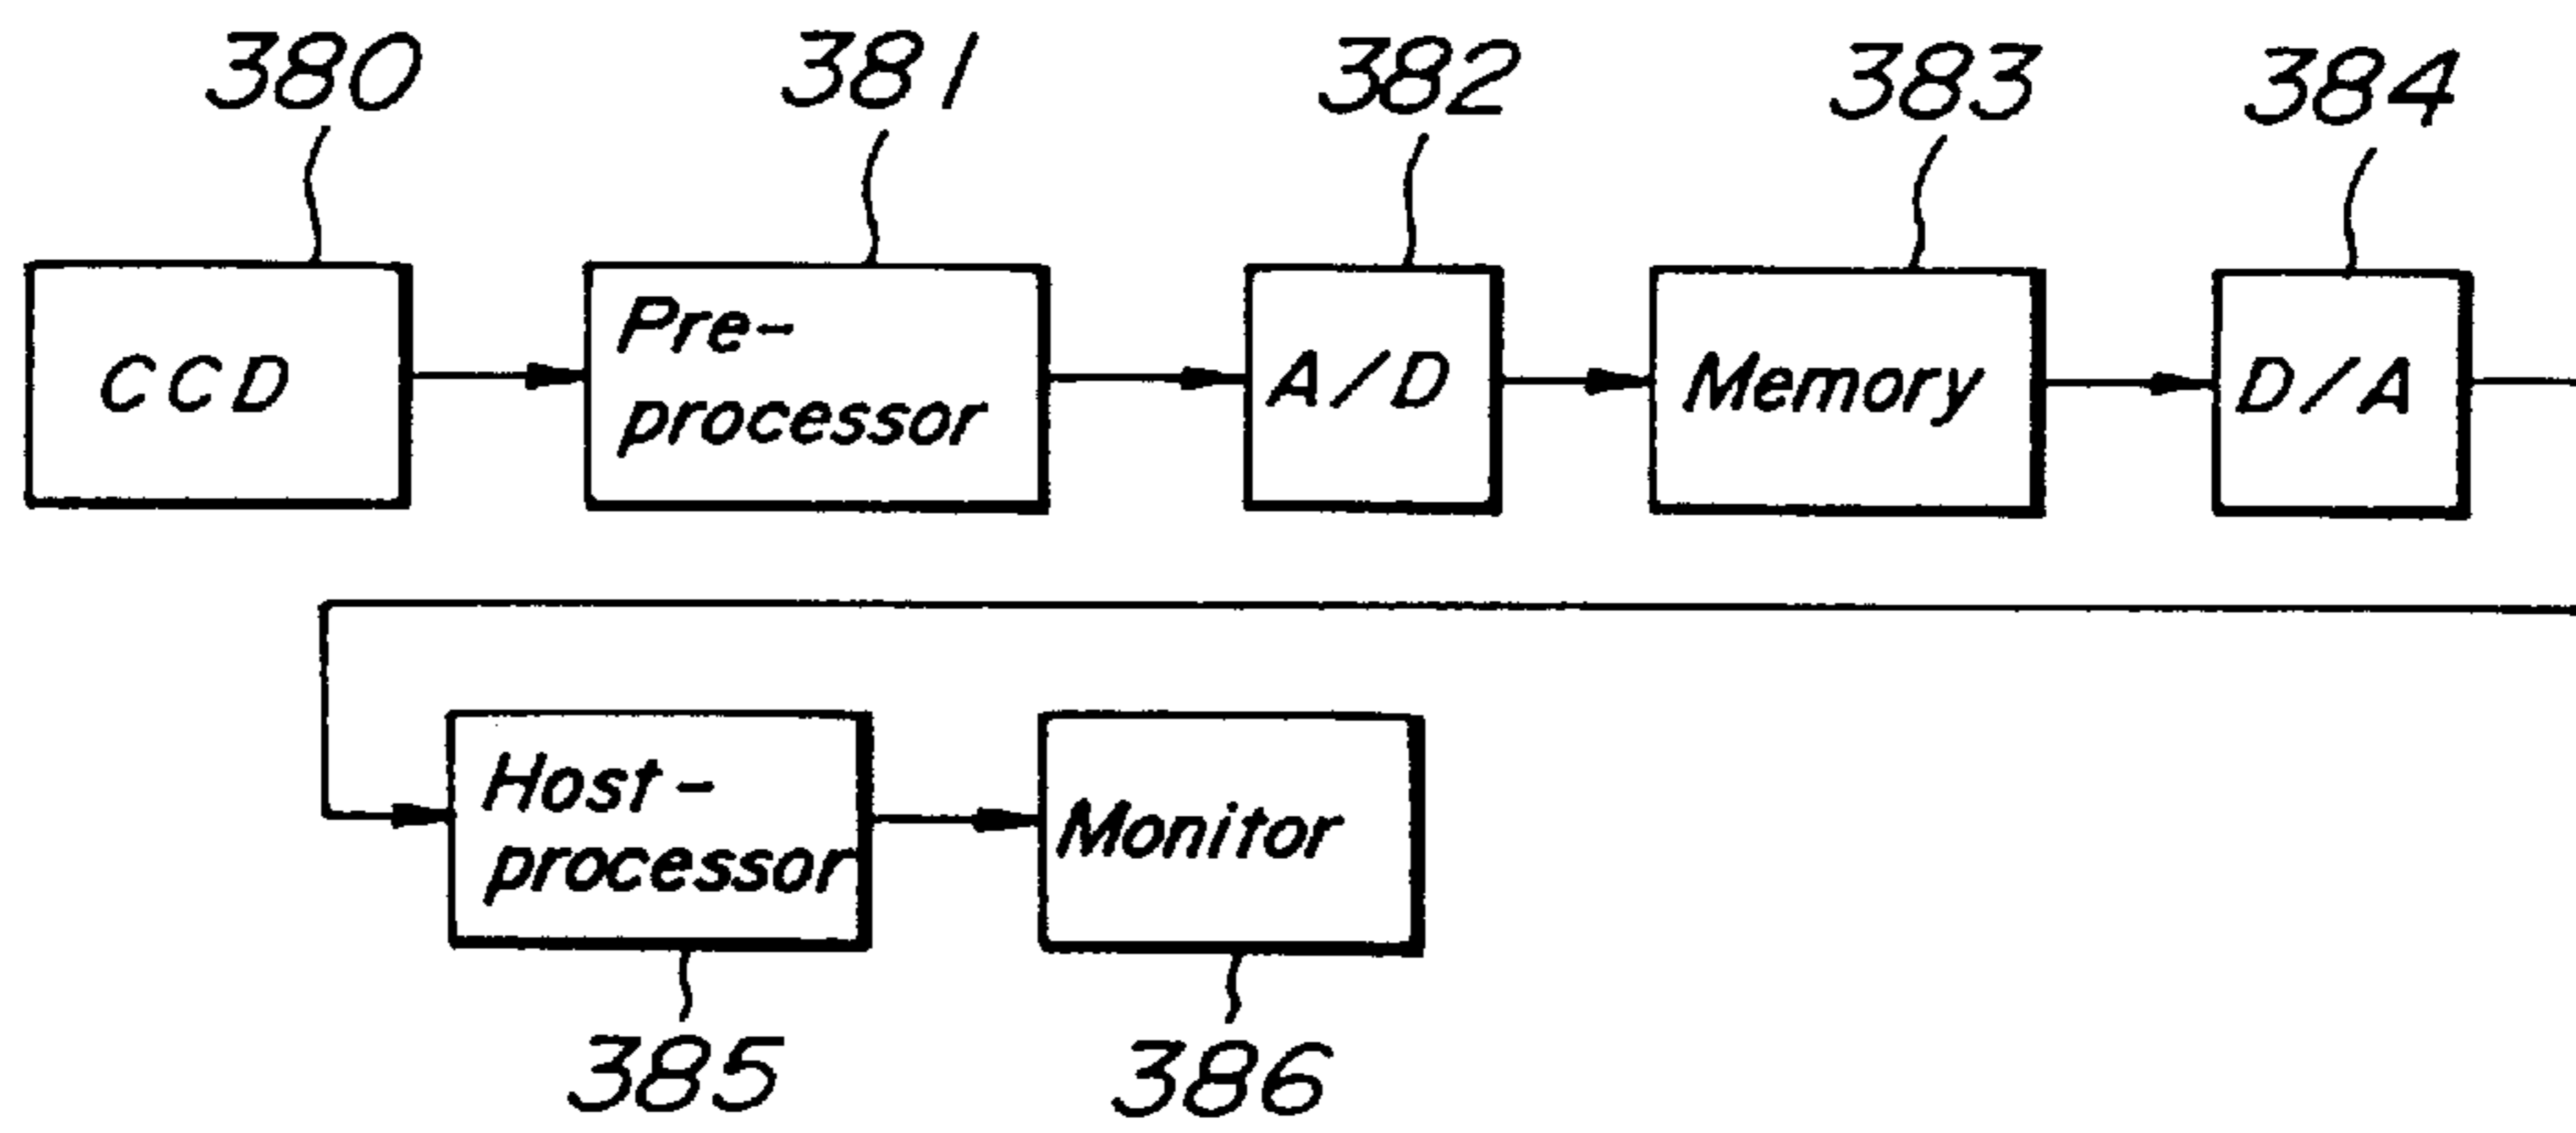 380
381
382
383
384
CCD
Pre-
processor
A/D
Memory
D/A
Host-
processor
Monitor
385
386